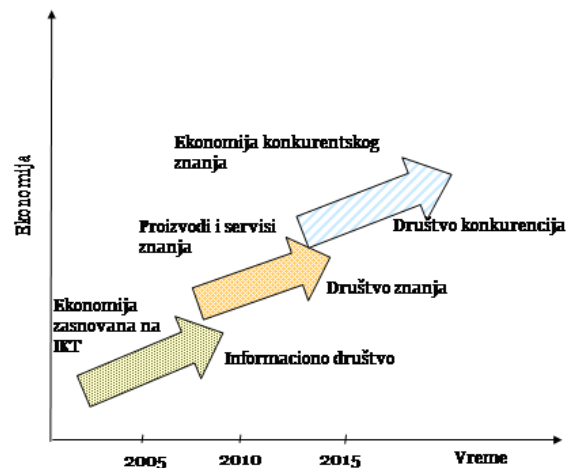 Ekonomija
Ekonomija konkurentskog
znanja
Proizvodi i servisi
znanja
Društvo konkurencija
Društvo znanja
Ekonomija
zasnovana na
IKT
Informaciono društvo
2005
2010
2015
Vreme